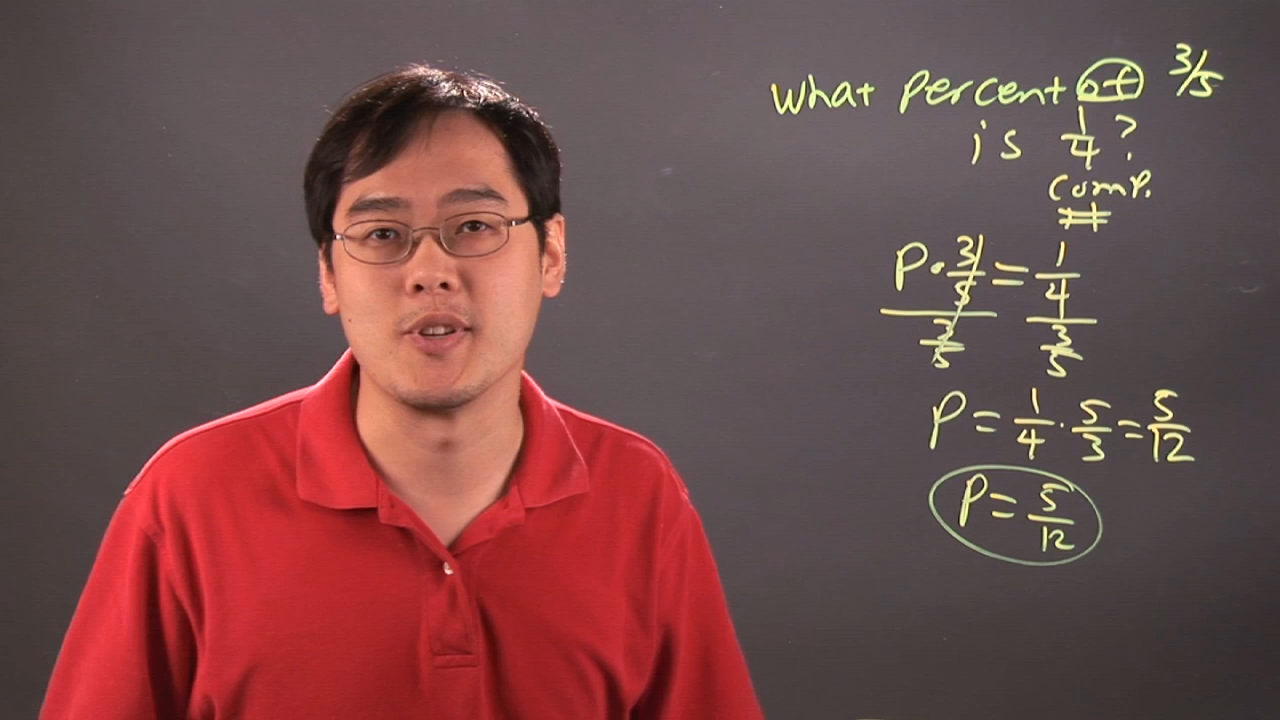 What percent of 3/5
is 1/4?
comp.
#
P · 3/5 = 1/4
3/5 3/5
P = 1/4 · 5/3 = 5/12
P = 5/12